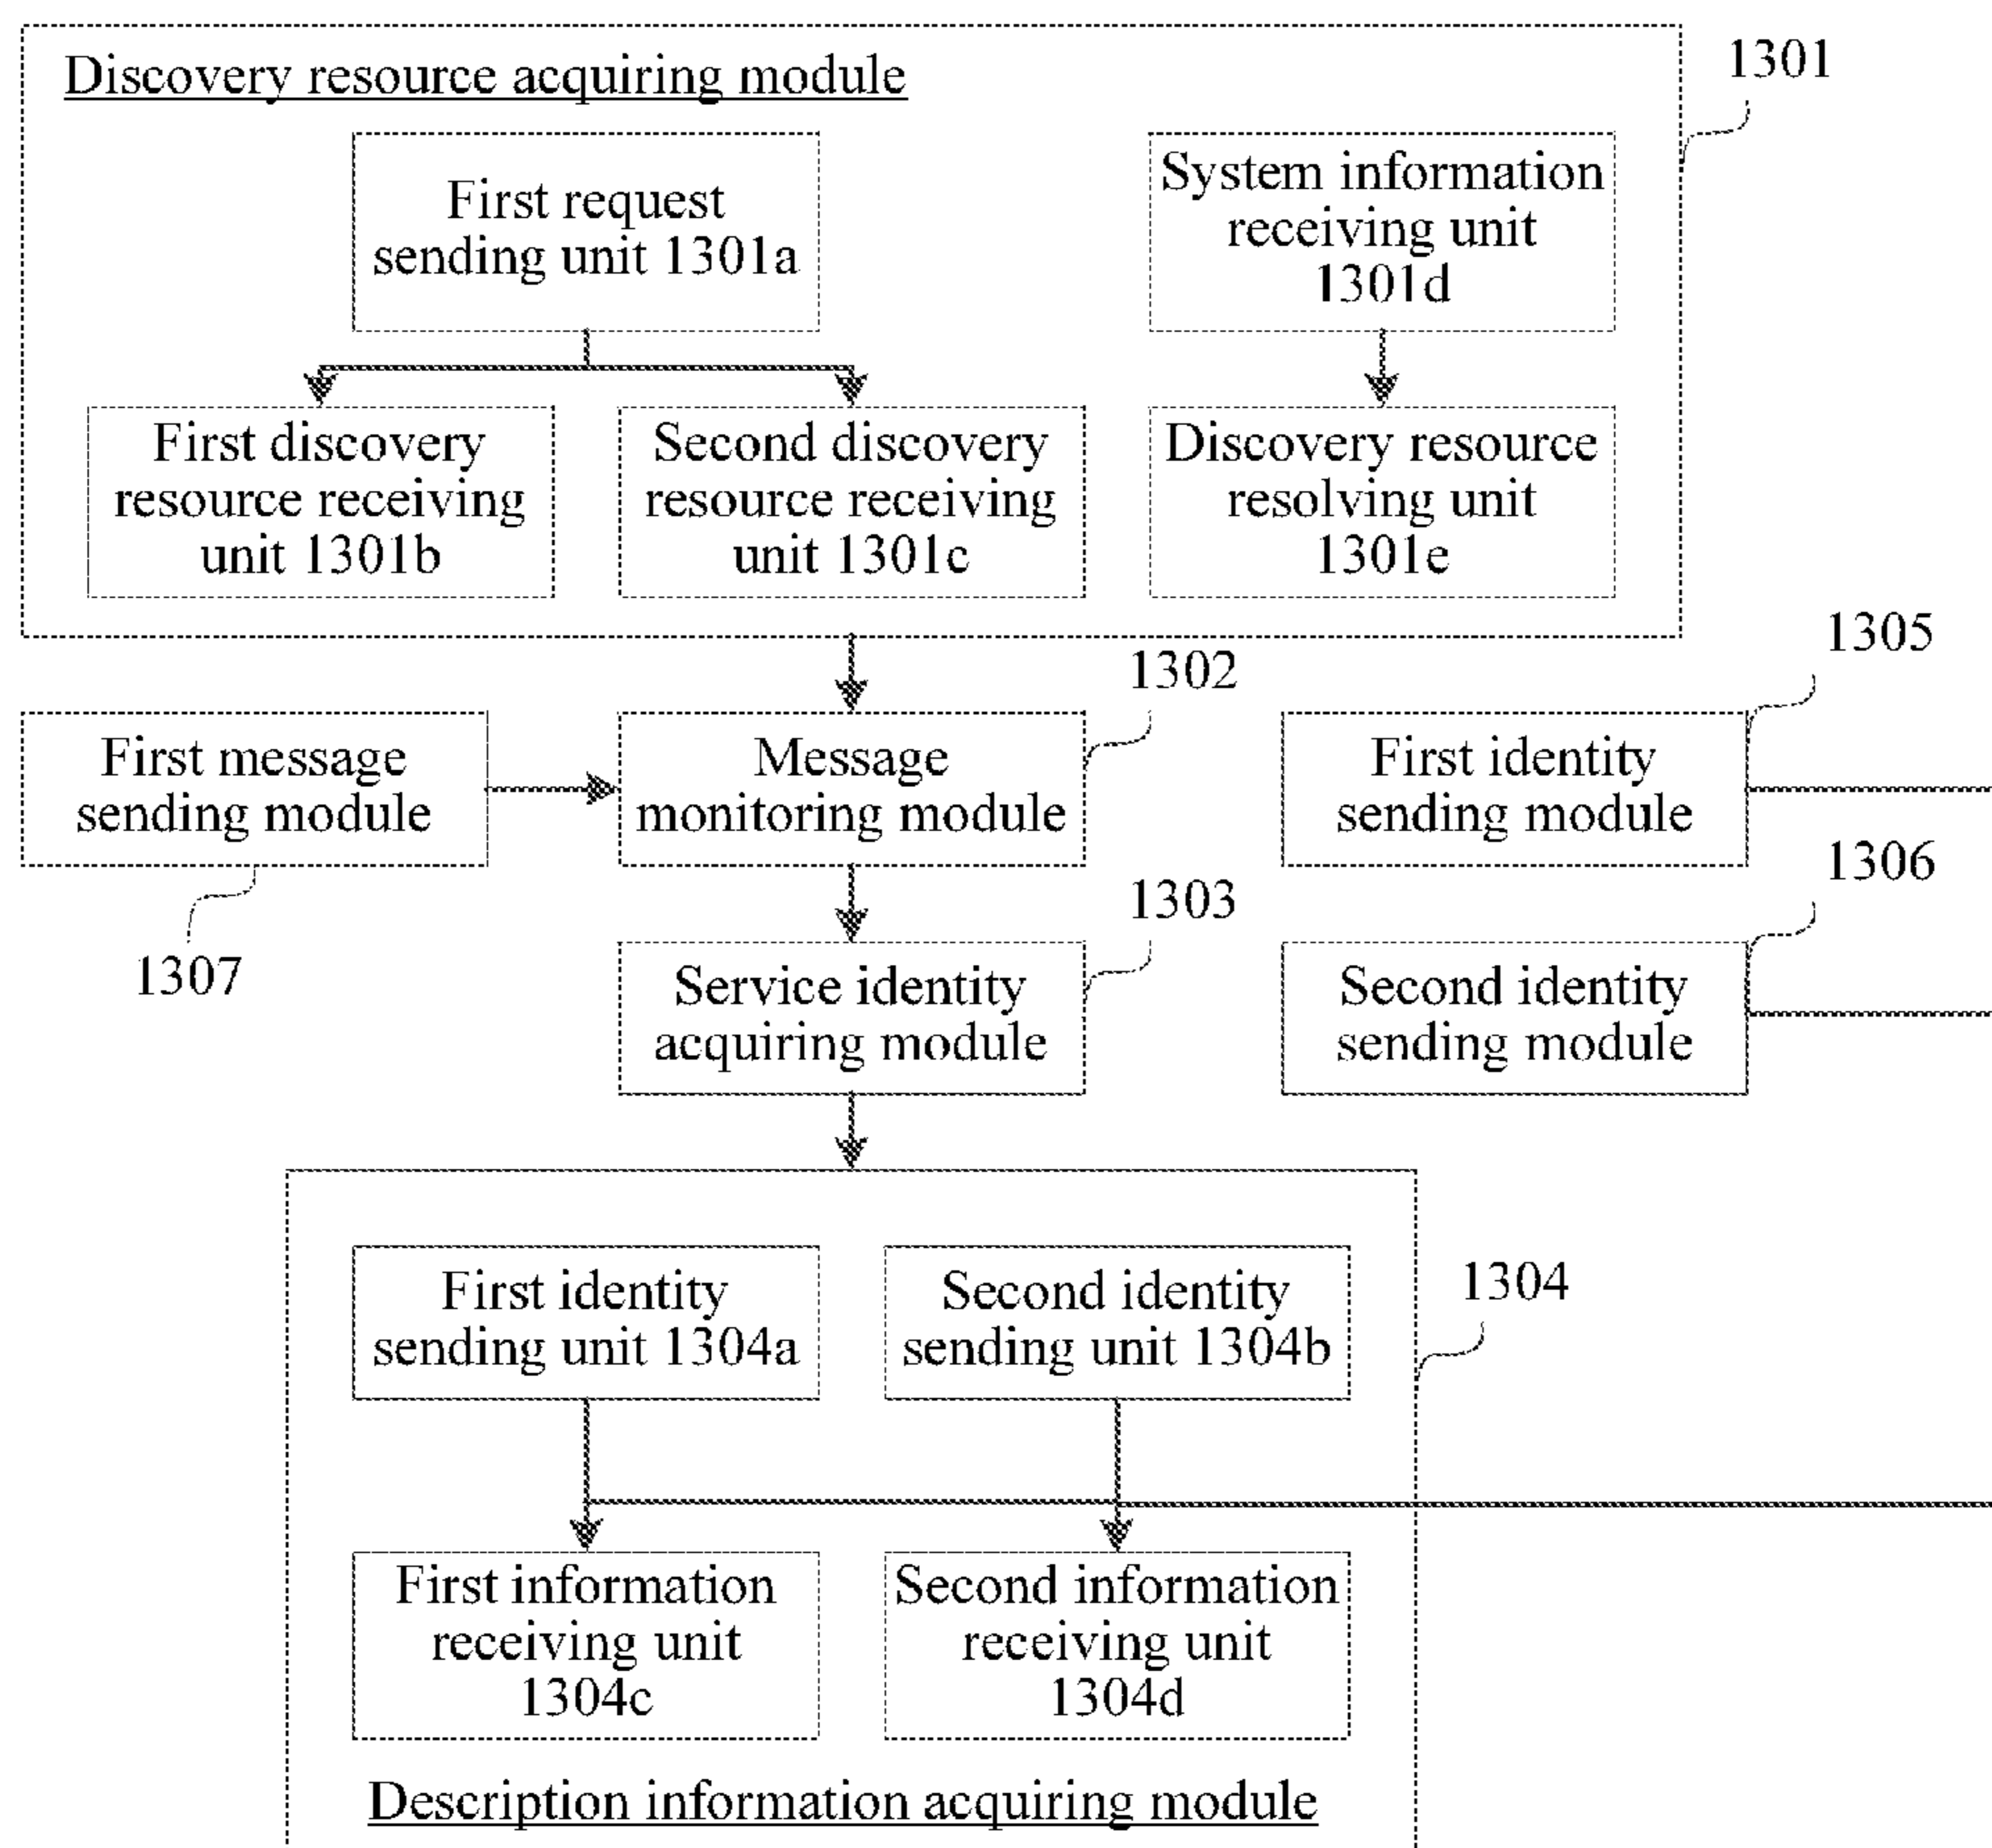 Discovery resource acquiring module
1301
First request
sending unit 1301a
System information
receiving unit
1301d
First discovery
resource receiving
unit 1301b
Second discovery
resource receiving
unit 1301c
Discovery resource
resolving unit
1301e
1305
1302
First message
sending module
Message
monitoring module
First identity
sending module
1306
1303
1307
Service identity
acquiring module
Second identity
sending module
1304
First identity
sending unit 1304a
Second identity
sending unit 1304b
First information
receiving unit
1304c
Second information
receiving unit
1304d
Description information acquiring module